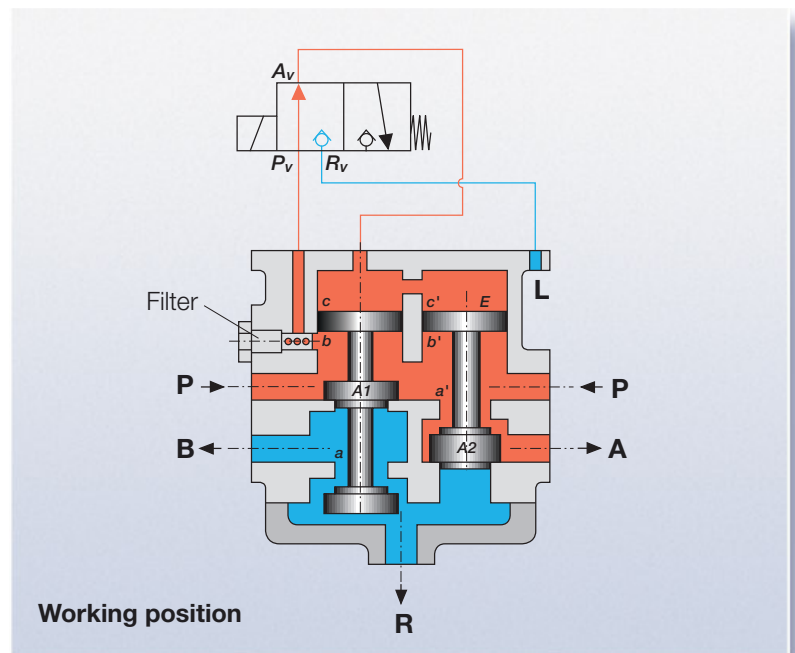 Av
Pv Rv
L
Filter
c c' E
b b'
P A1 a' P
B a A2 A
Working position
R